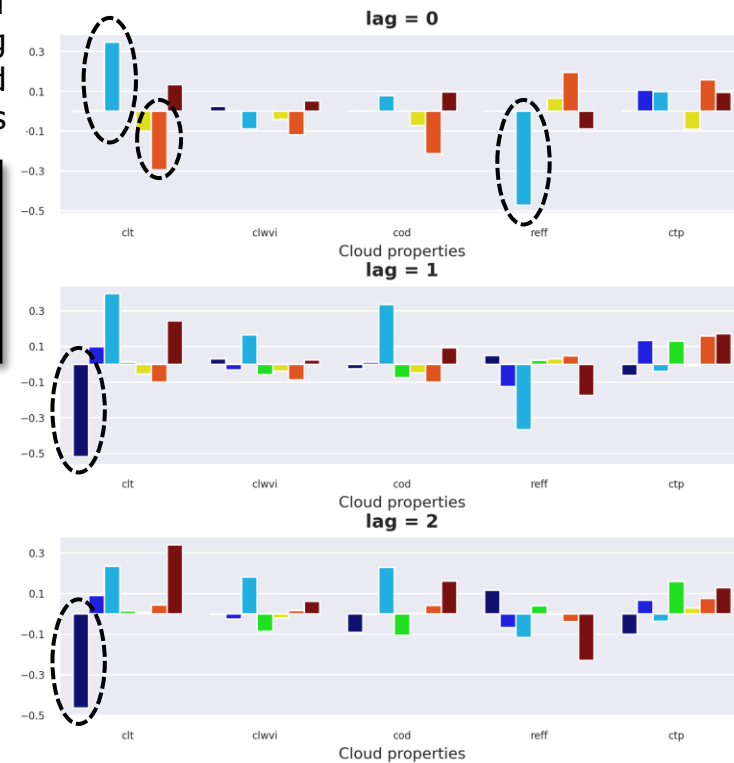 lag = 0
0.3
0.1
−0.1
−0.3
−0.5
clt clwvi cod reff ctp
Cloud properties
lag = 1
0.3
0.1
−0.1
−0.3
−0.5
clt clwvi cod reff ctp
Cloud properties
lag = 2
0.3
0.1
−0.1
−0.3
−0.5
clt clwvi cod reff ctp
Cloud properties